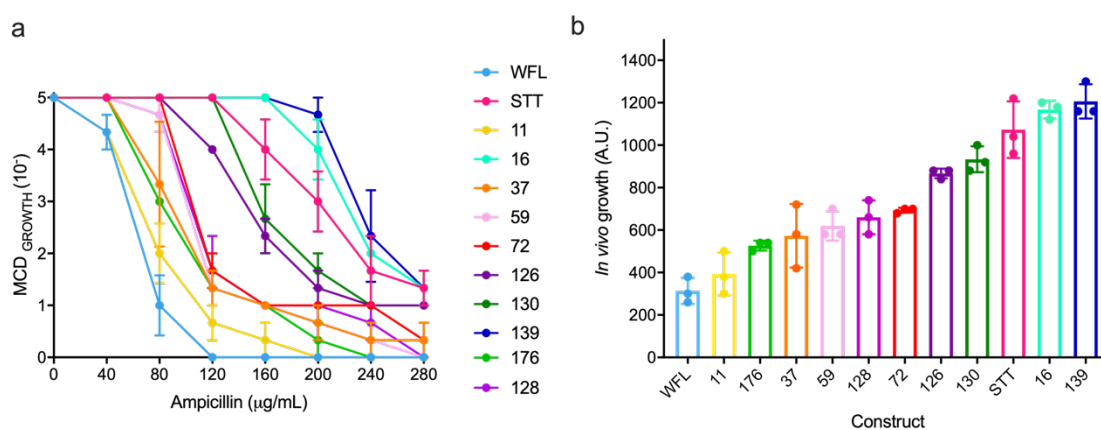 a
MCD GROWTH (10⁻)
5
4
3
2
1
0
0 40 80 120 160 200 240 280
Ampicillin (µg/mL)
WFL
STT
11
16
37
59
72
126
130
139
176
128
b
In vivo growth (A.U.)
1400
1200
1000
800
600
400
200
0
WFL 11 176 37 59 128 72 126 130 STT 16 139
Construct